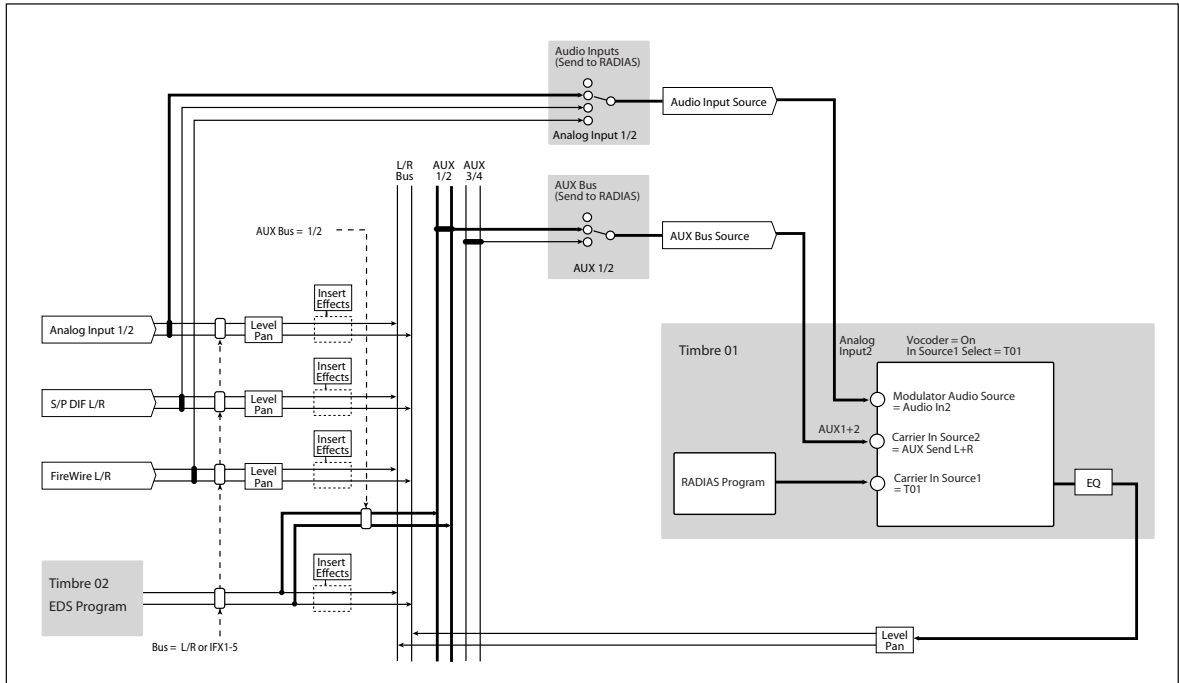 Audio Inputs
(Send to RADIAS)
Analog Input 1/2
Audio Input Source
L/R
Bus
AUX
1/2
AUX
3/4
AUX Bus
(Send to RADIAS)
AUX 1/2
AUX Bus Source
AUX Bus = 1/2
Analog Input 1/2
Level
Pan
Insert
Effects
S/P DIF L/R
Level
Pan
Insert
Effects
FireWire L/R
Level
Pan
Insert
Effects
Timbre 02
EDS Program
Insert
Effects
Bus = L/R or IFX1-5
Timbre 01
Analog
Input2
Vocoder = On
In Source1 Select = T01
Modulator Audio Source
= Audio In2
AUX1+2
Carrier In Source2
= AUX Send L+R
RADIAS Program
Carrier In Source1
= T01
EQ
Level
Pan